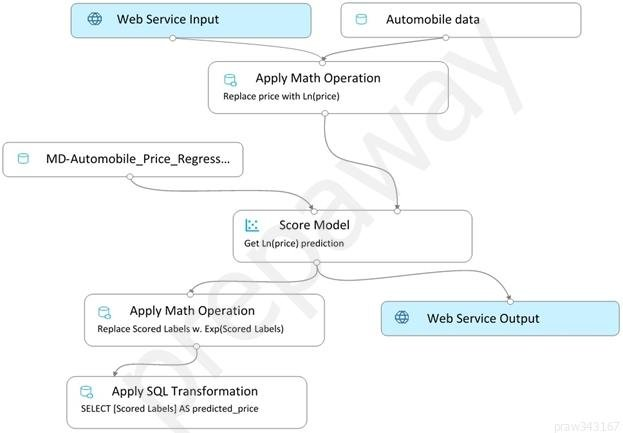 Web Service Input
Automobile data
Apply Math Operation
Replace price with Ln(price)
MD-Automobile_Price_Regress...
Score Model
Get Ln(price) prediction
Apply Math Operation
Replace Scored Labels w. Exp(Scored Labels)
Web Service Output
Apply SQL Transformation
SELECT [Scored Labels] AS predicted_price
prepaway
praw343167